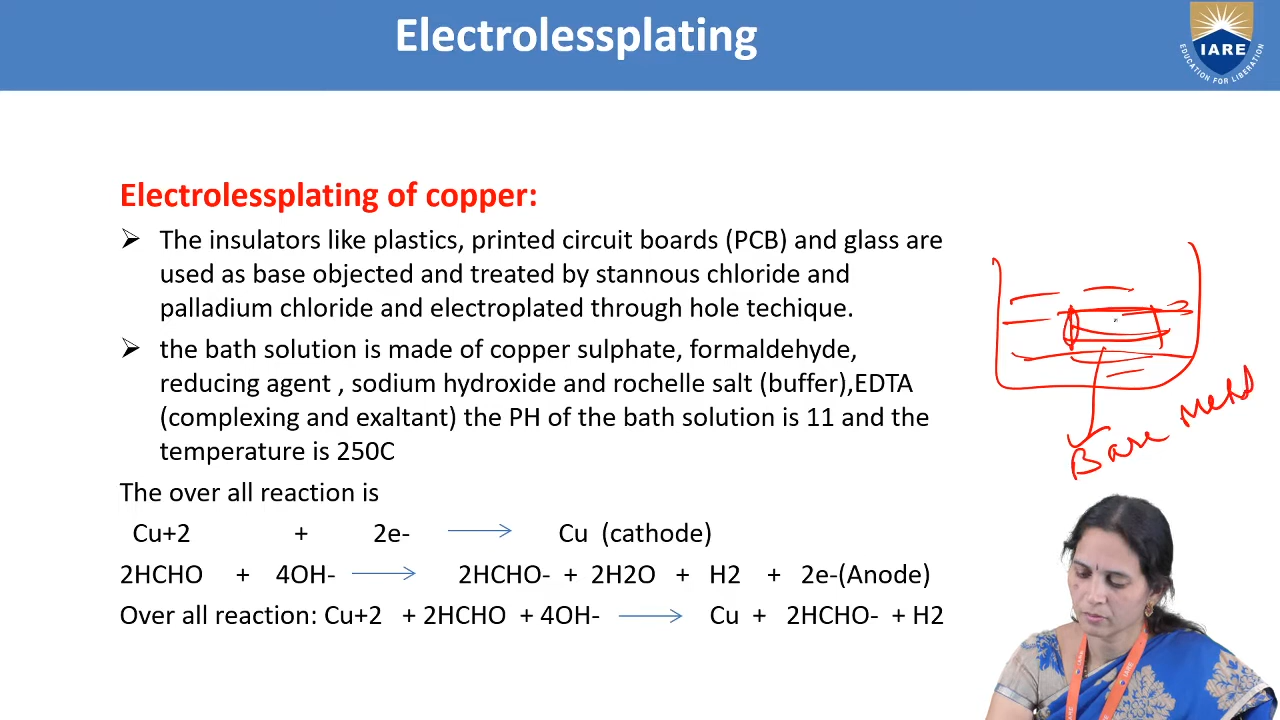 Electrolessplating
IARE
EDUCATION FOR LIBERATION
Electrolessplating of copper:
➢ The insulators like plastics, printed circuit boards (PCB) and glass are
used as base objected and treated by stannous chloride and
palladium chloride and electroplated through hole techique.
➢ the bath solution is made of copper sulphate, formaldehyde,
reducing agent , sodium hydroxide and rochelle salt (buffer),EDTA
(complexing and exaltant) the PH of the bath solution is 11 and the
temperature is 250C
The over all reaction is
Cu+2 + 2e- → Cu (cathode)
2HCHO + 4OH- → 2HCHO- + 2H2O + H2 + 2e-(Anode)
Over all reaction: Cu+2 + 2HCHO + 4OH- → Cu + 2HCHO- + H2
Base Metal
IARE